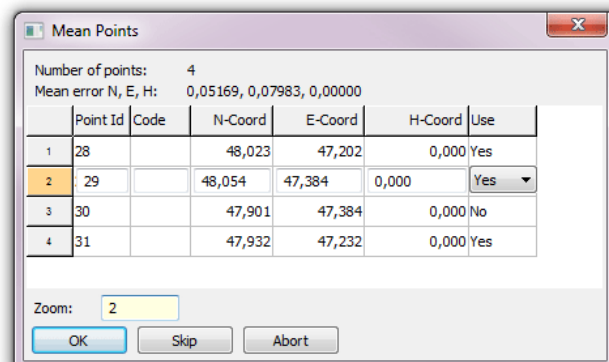 Mean Points
Number of points: 4
Mean error N, E, H: 0,05169, 0,07983, 0,00000
Point Id Code N-Coord E-Coord H-Coord Use
1 28 48,023 47,202 0,000 Yes
2 29 48,054 47,384 0,000 Yes
3 30 47,901 47,384 0,000 No
4 31 47,932 47,232 0,000 Yes
Zoom: 2
OK Skip Abort